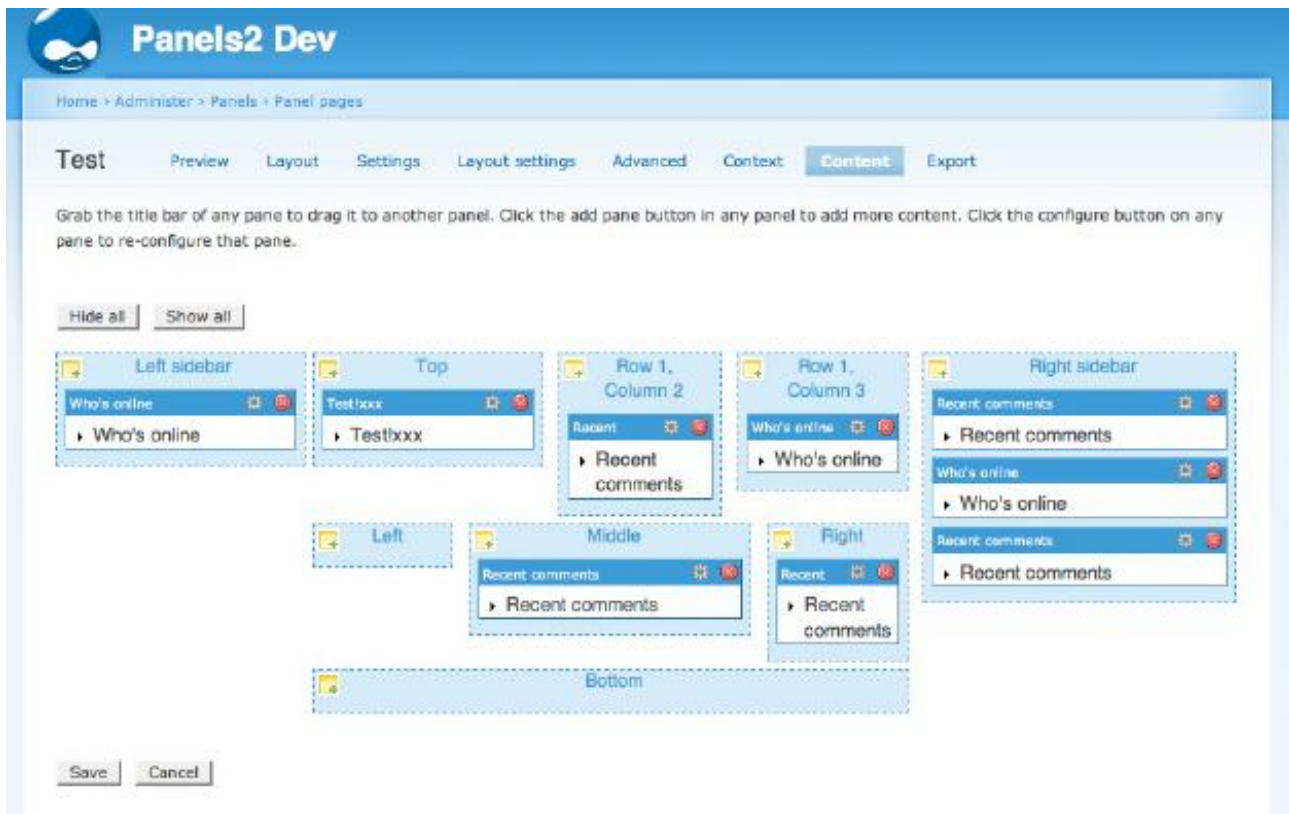 Panels2 Dev
Home › Administer › Panels › Panel pages
Test Preview Layout Settings Layout settings Advanced Context Content Export
Grab the title bar of any pane to drag it to another panel. Click the add pane button in any panel to add more content. Click the configure button on any
pane to re-configure that pane.
Hide all Show all
Left sidebar
Who's online
Who's online
Top
Test!xxx
Test!xxx
Row 1,
Column 2
Recent
Recent
comments
Row 1,
Column 3
Who's online
Who's online
Right sidebar
Recent comments
Recent comments
Who's online
Who's online
Recent comments
Recent comments
Left
Middle
Recent comments
Recent comments
Right
Recent
Recent
comments
Bottom
Save Cancel